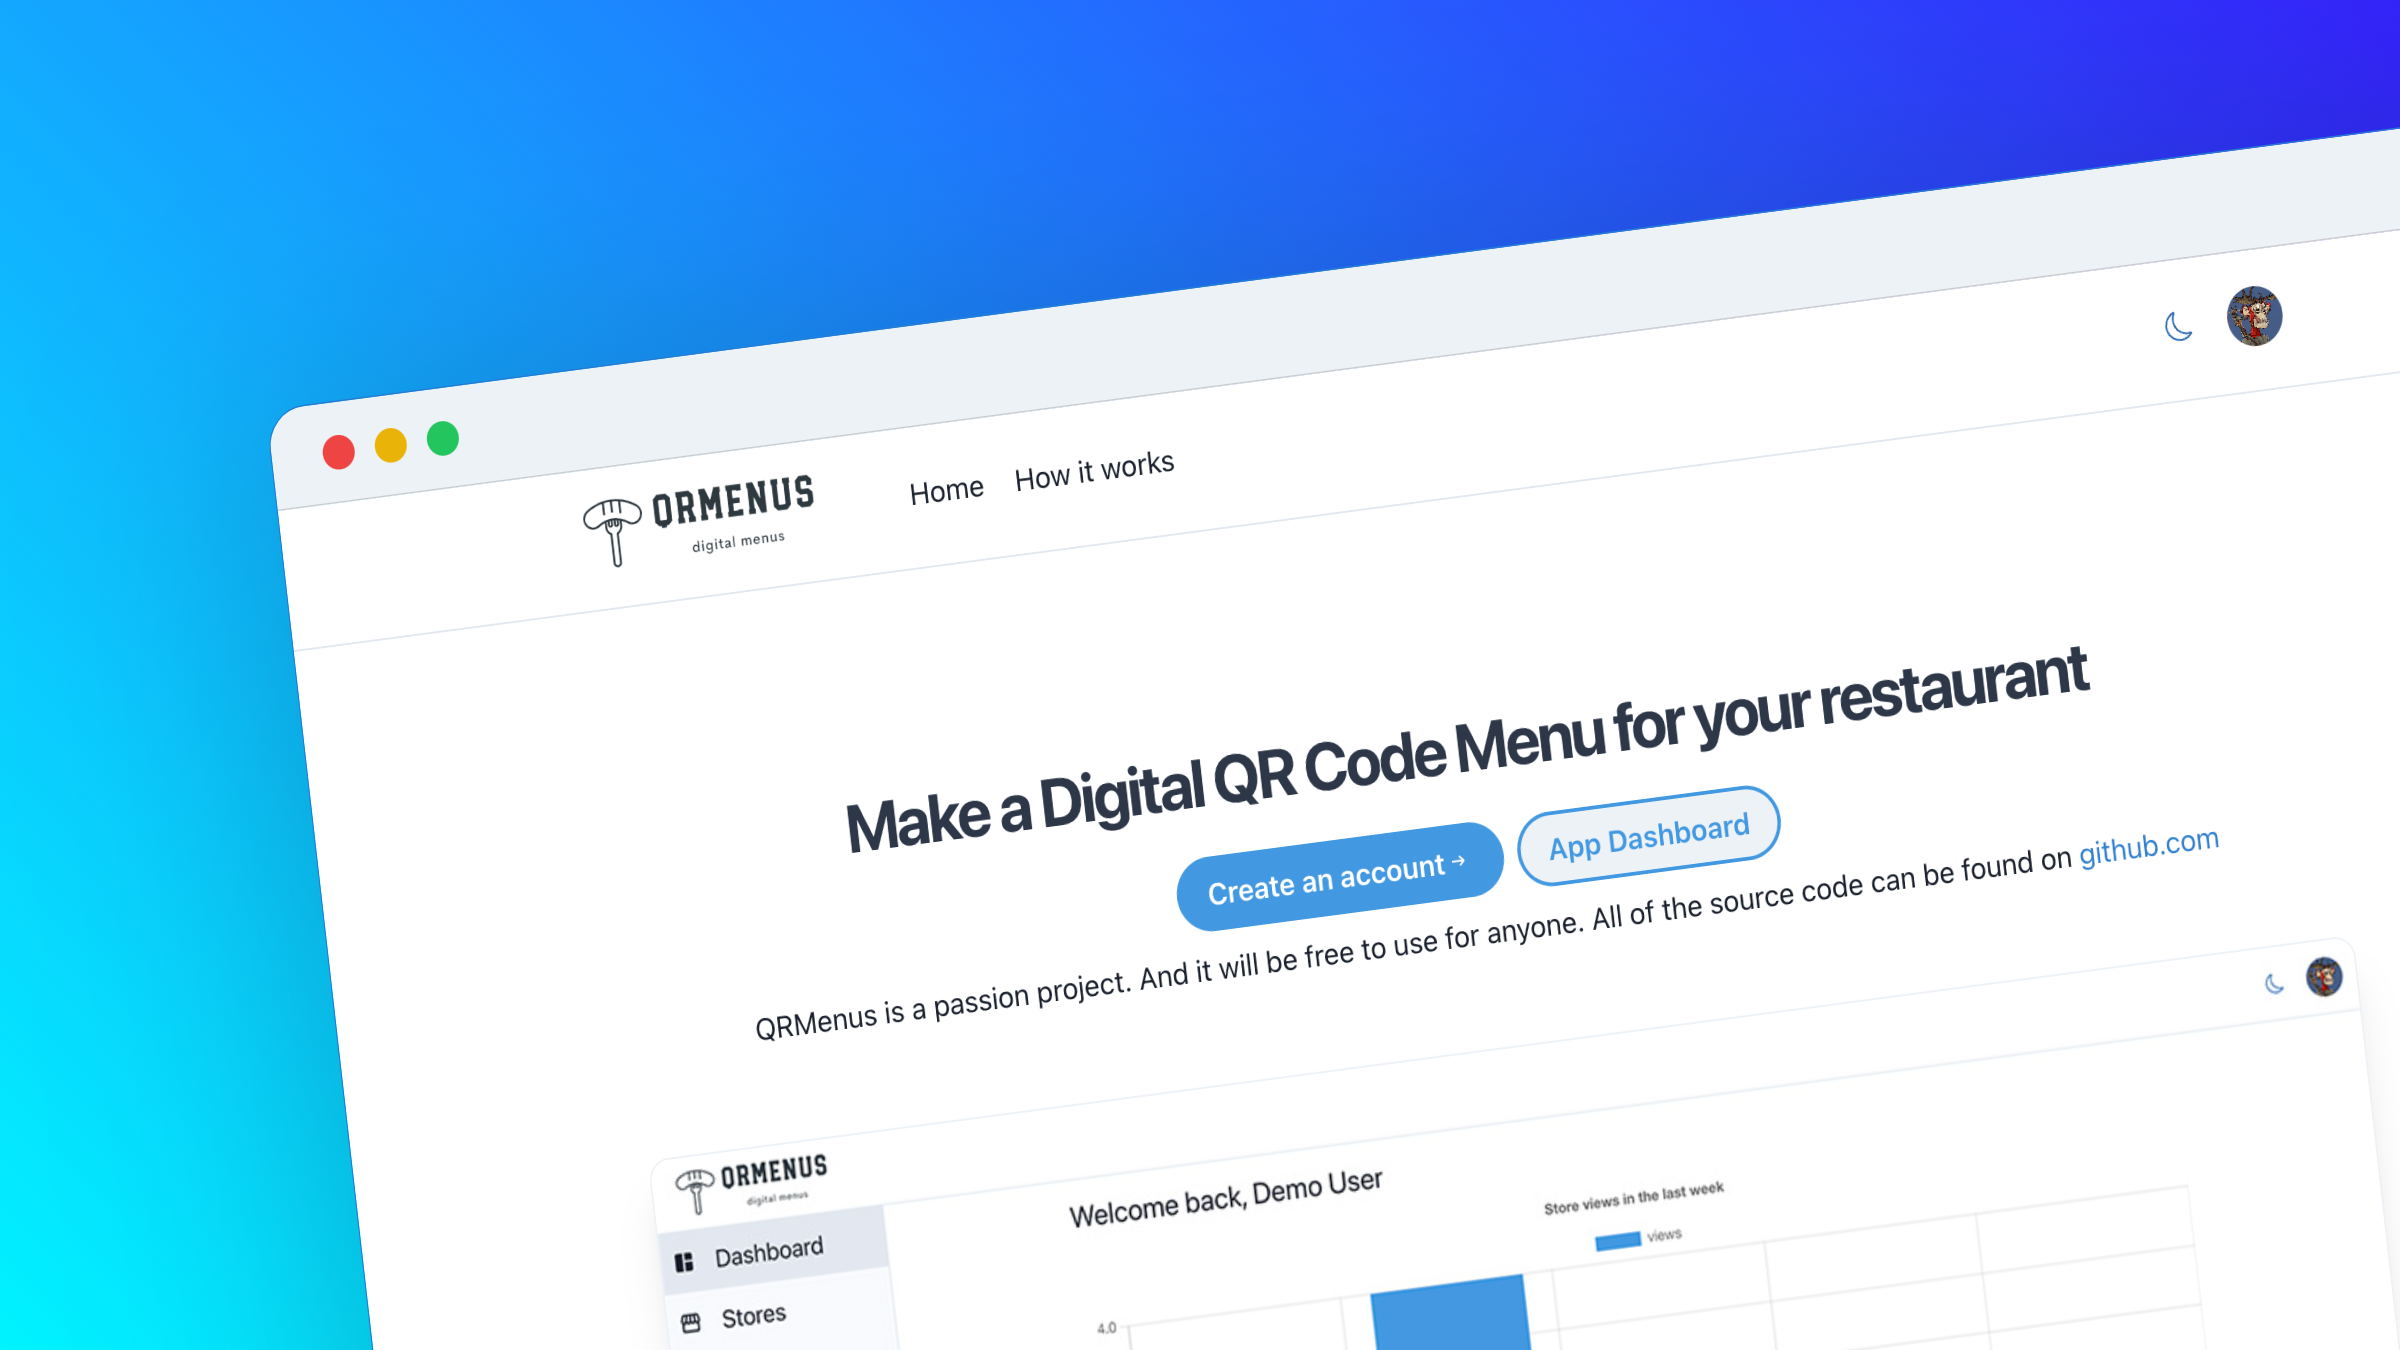 QRMENUS
digital menus
Home
How it works
Make a Digital QR Code Menu for your restaurant
Create an account →
App Dashboard
QRMenus is a passion project. And it will be free to use for anyone. All of the source code can be found on github.com
QRMENUS
digital menus
Dashboard
Stores
Welcome back, Demo User
Store views in the last week
views
4.0